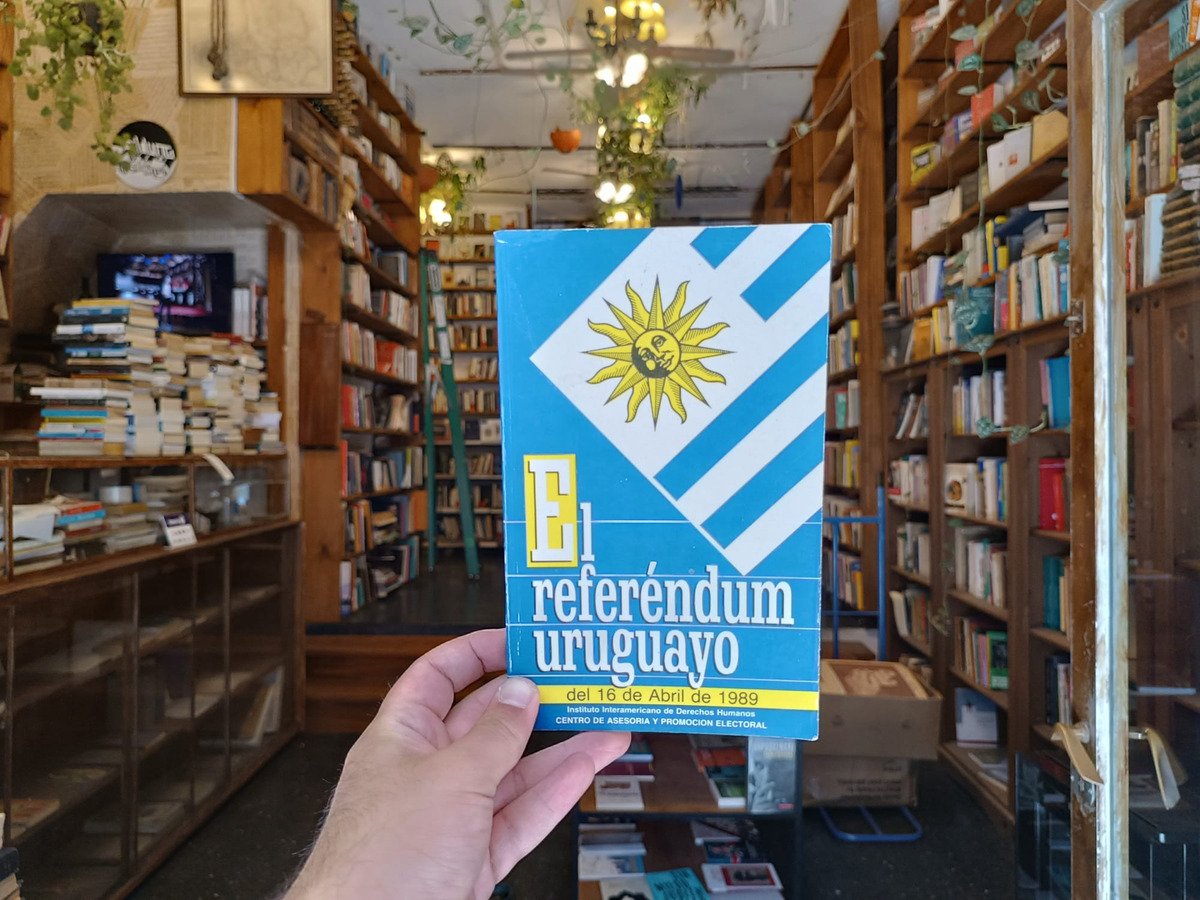 El
referéndum
uruguayo
del 16 de Abril de 1989
Instituto Interamericano de Derechos Humanos
CENTRO DE ASESORIA Y PROMOCION ELECTORAL